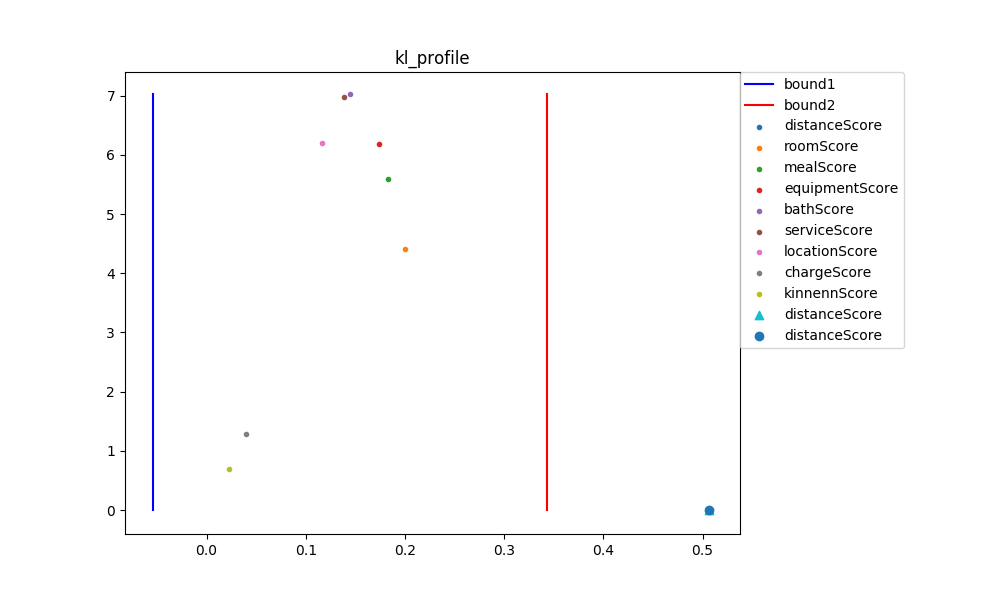 kl_profile
7
6
5
4
3
2
1
0
0.0 0.1 0.2 0.3 0.4 0.5
bound1
bound2
distanceScore
roomScore
mealScore
equipmentScore
bathScore
serviceScore
locationScore
chargeScore
kinnennScore
distanceScore
distanceScore